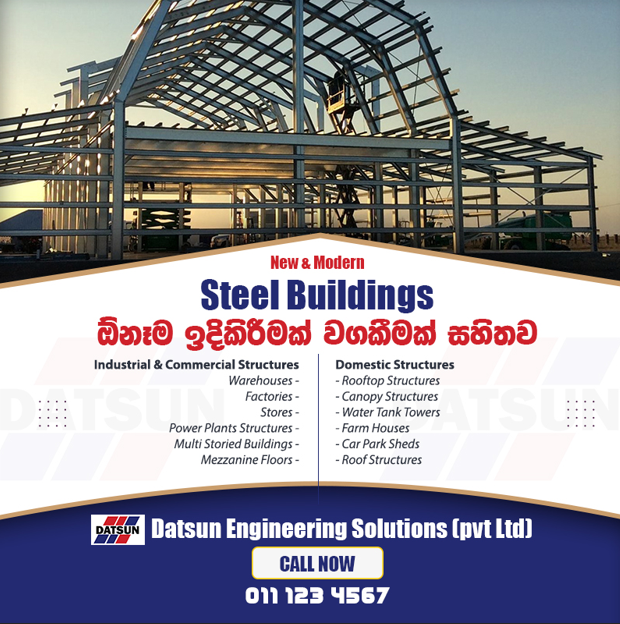 New & Modern
Steel Buildings
ඕනෑම ඉදිකිරීමක් වගකීමක් සහිතව
Industrial & Commercial Structures
Warehouses -
Factories -
Stores -
Power Plants Structures -
Multi Storied Buildings -
Mezzanine Floors -
Domestic Structures
- Rooftop Structures
- Canopy Structures
- Water Tank Towers
- Farm Houses
- Car Park Sheds
- Roof Structures
DATSUN
DATSUN
DATSUN Datsun Engineering Solutions (pvt Ltd)
CALL NOW
011 123 4567